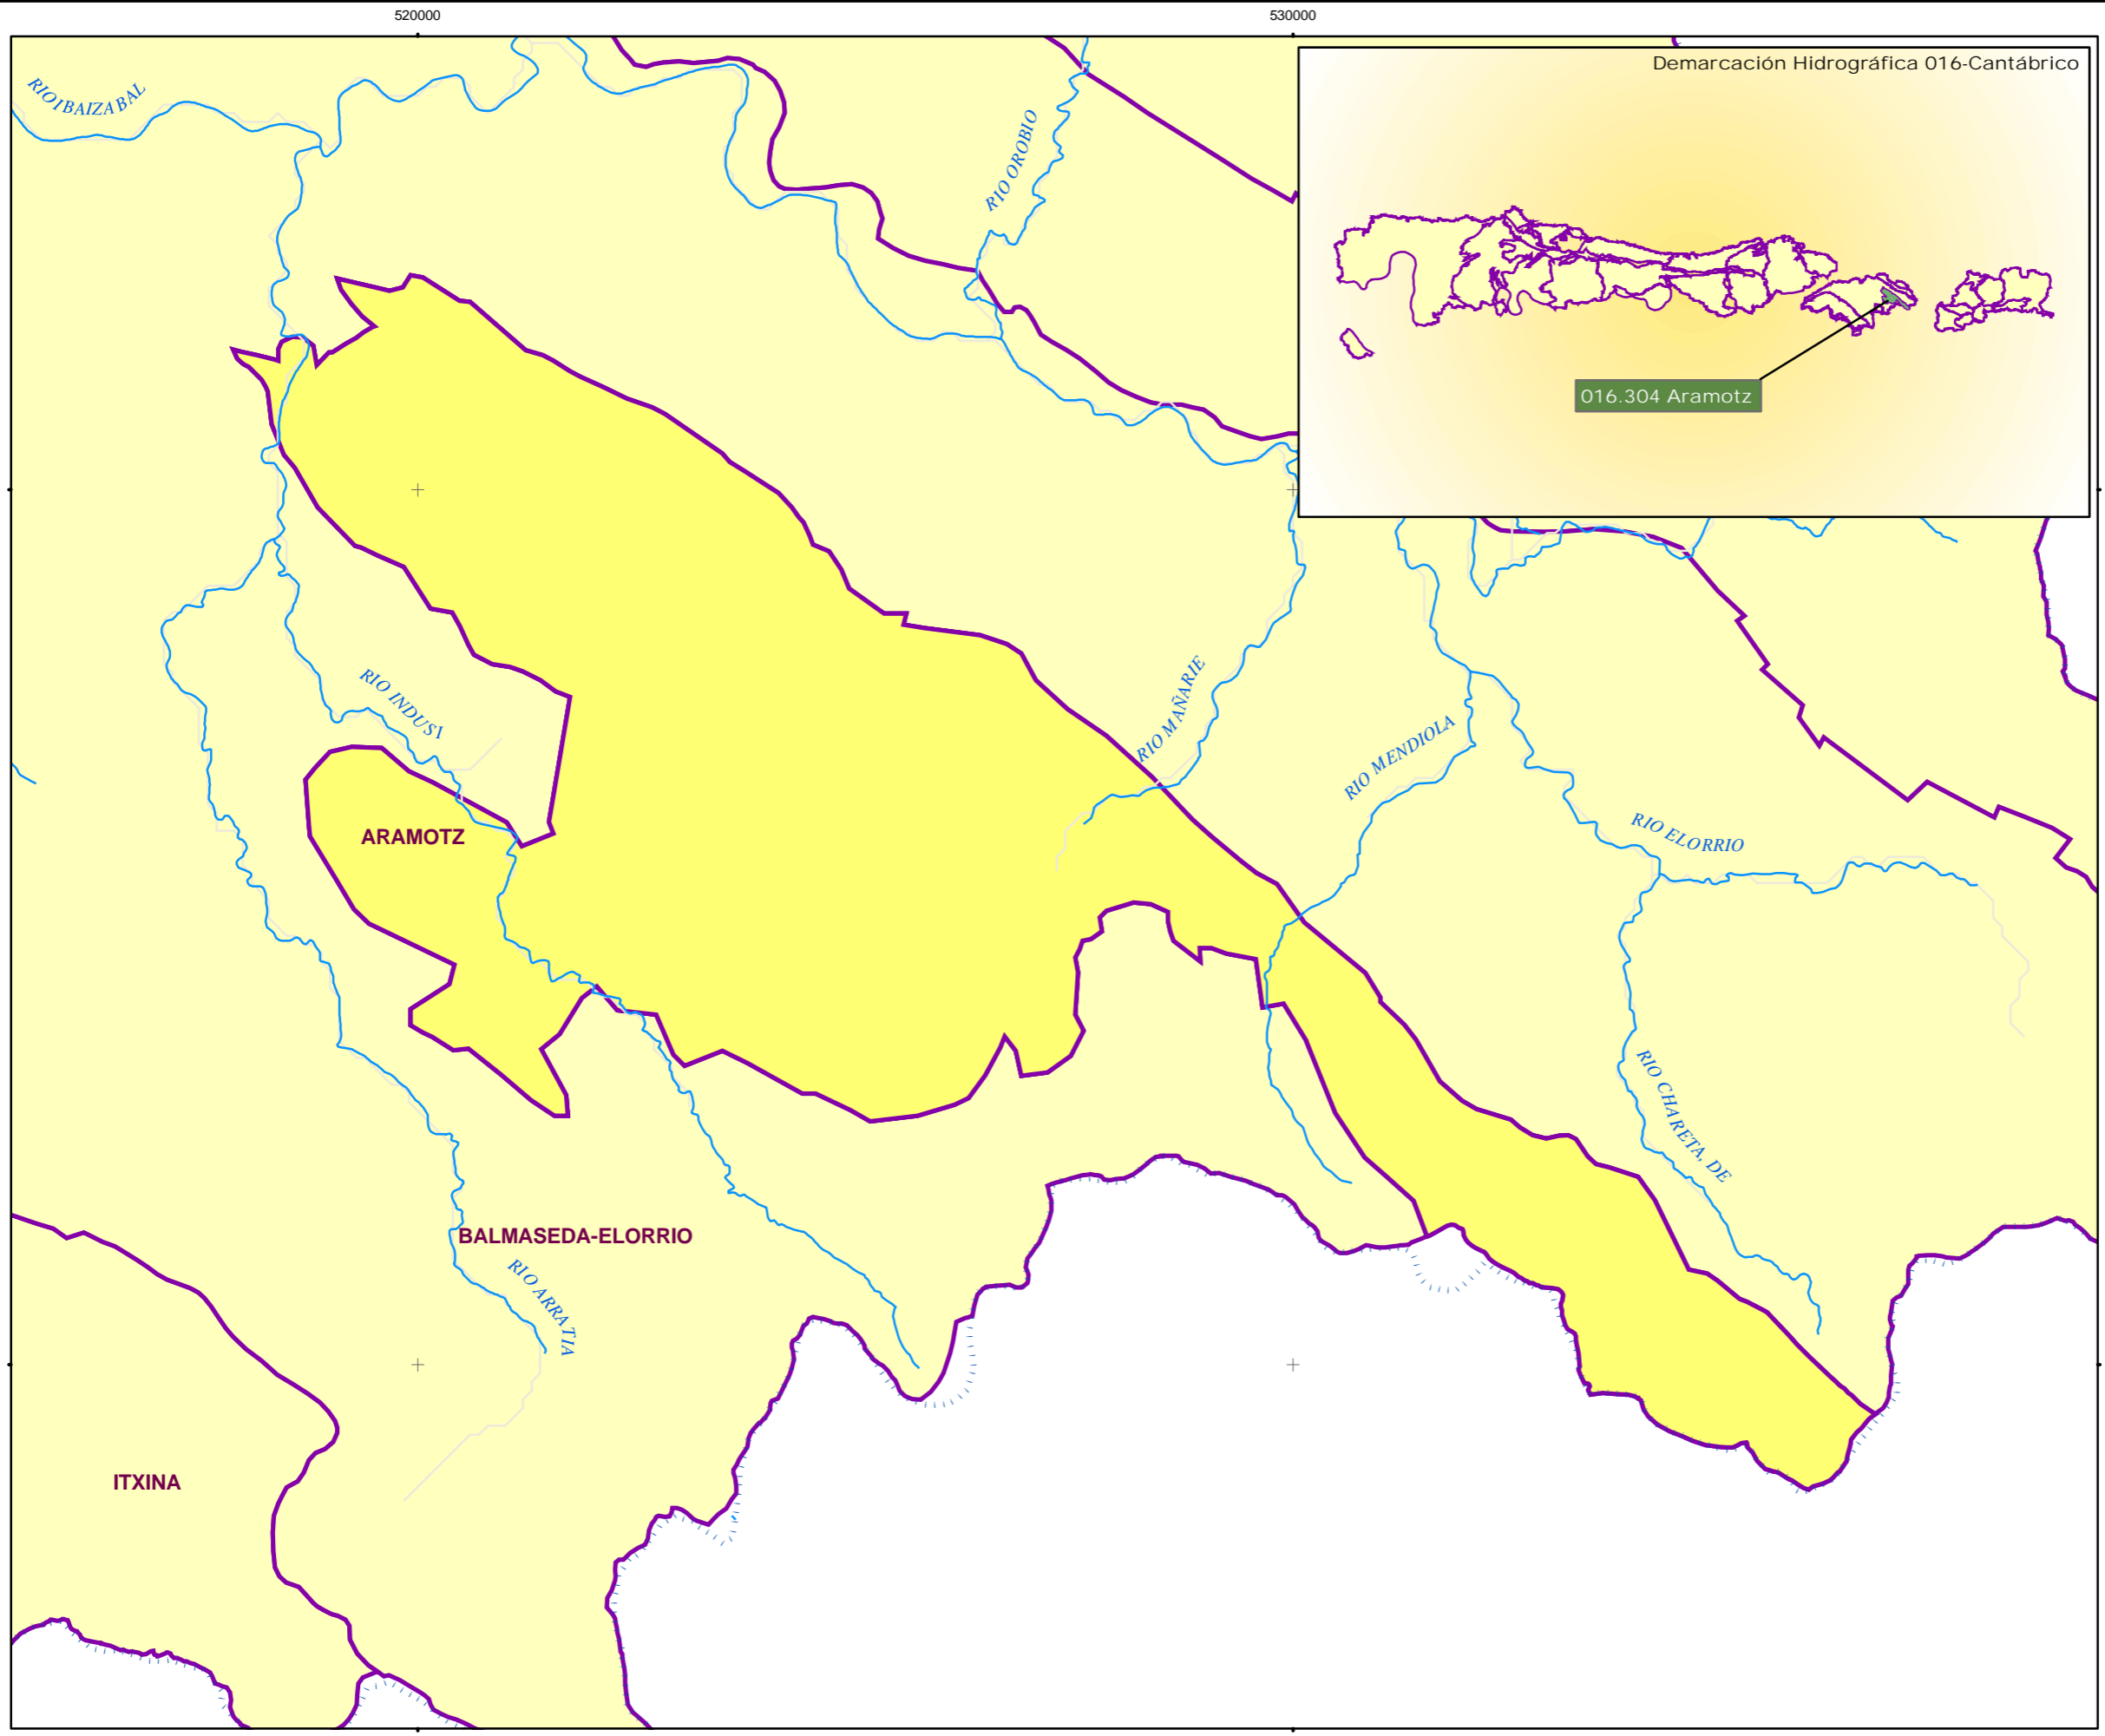 520000
530000
Demarcación Hidrográfica 016-Cantábrico
RIO IBAIZABAL
RIO OROBIO
016.304 Aramotz
RIO MAÑARIE
RIO INDUSI
RIO MENDIOLA
RIO ELORRIO
ARAMOTZ
RIO CHARETA, DE
BALMASEDA-ELORRIO
RIO ARRATIA
ITXINA